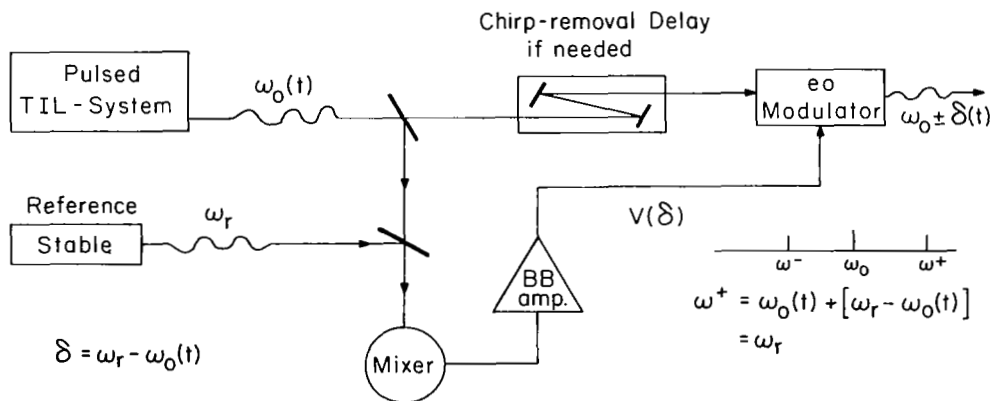 Chirp-removal Delay
if needed
Pulsed
TIL-System
ω₀(t)
eo
Modulator
ω₀ ± δ(t)
Reference
Stable
ωᵣ
V(δ)
BB
amp.
ω⁻ ω₀ ω⁺
ω⁺ = ω₀(t) + [ωᵣ − ω₀(t)]
= ωᵣ
δ = ωᵣ − ω₀(t)
Mixer